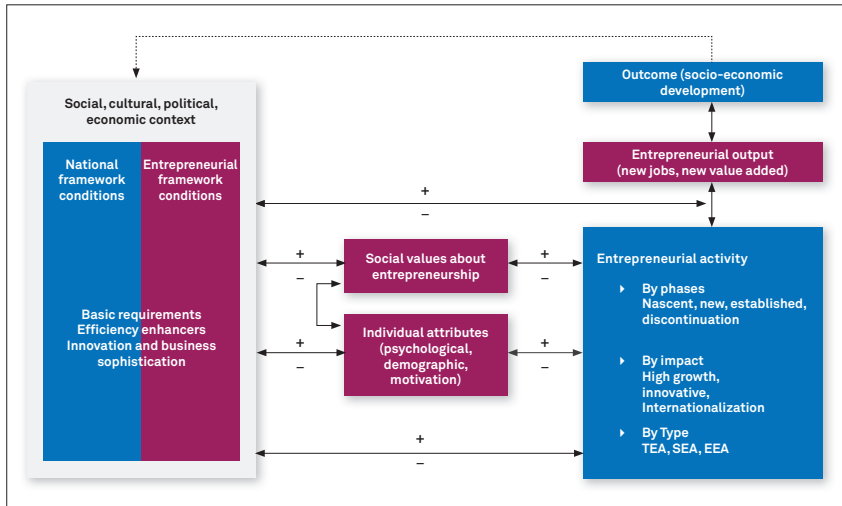 Outcome (socio-economic
development)
Social, cultural, political,
economic context
National
framework
conditions
Entrepreneurial
framework
conditions
Entrepreneurial output
(new jobs, new value added)
+
–
+
–
Social values about
entrepreneurship
+
–
Entrepreneurial activity
By phases
Nascent, new, established,
discontinuation
Basic requirements
Efficiency enhancers
Innovation and business
sophistication
+
–
Individual attributes
(psychological,
demographic,
motivation)
+
–
By impact
High growth,
innovative,
Internationalization
By Type
TEA, SEA, EEA
+
–